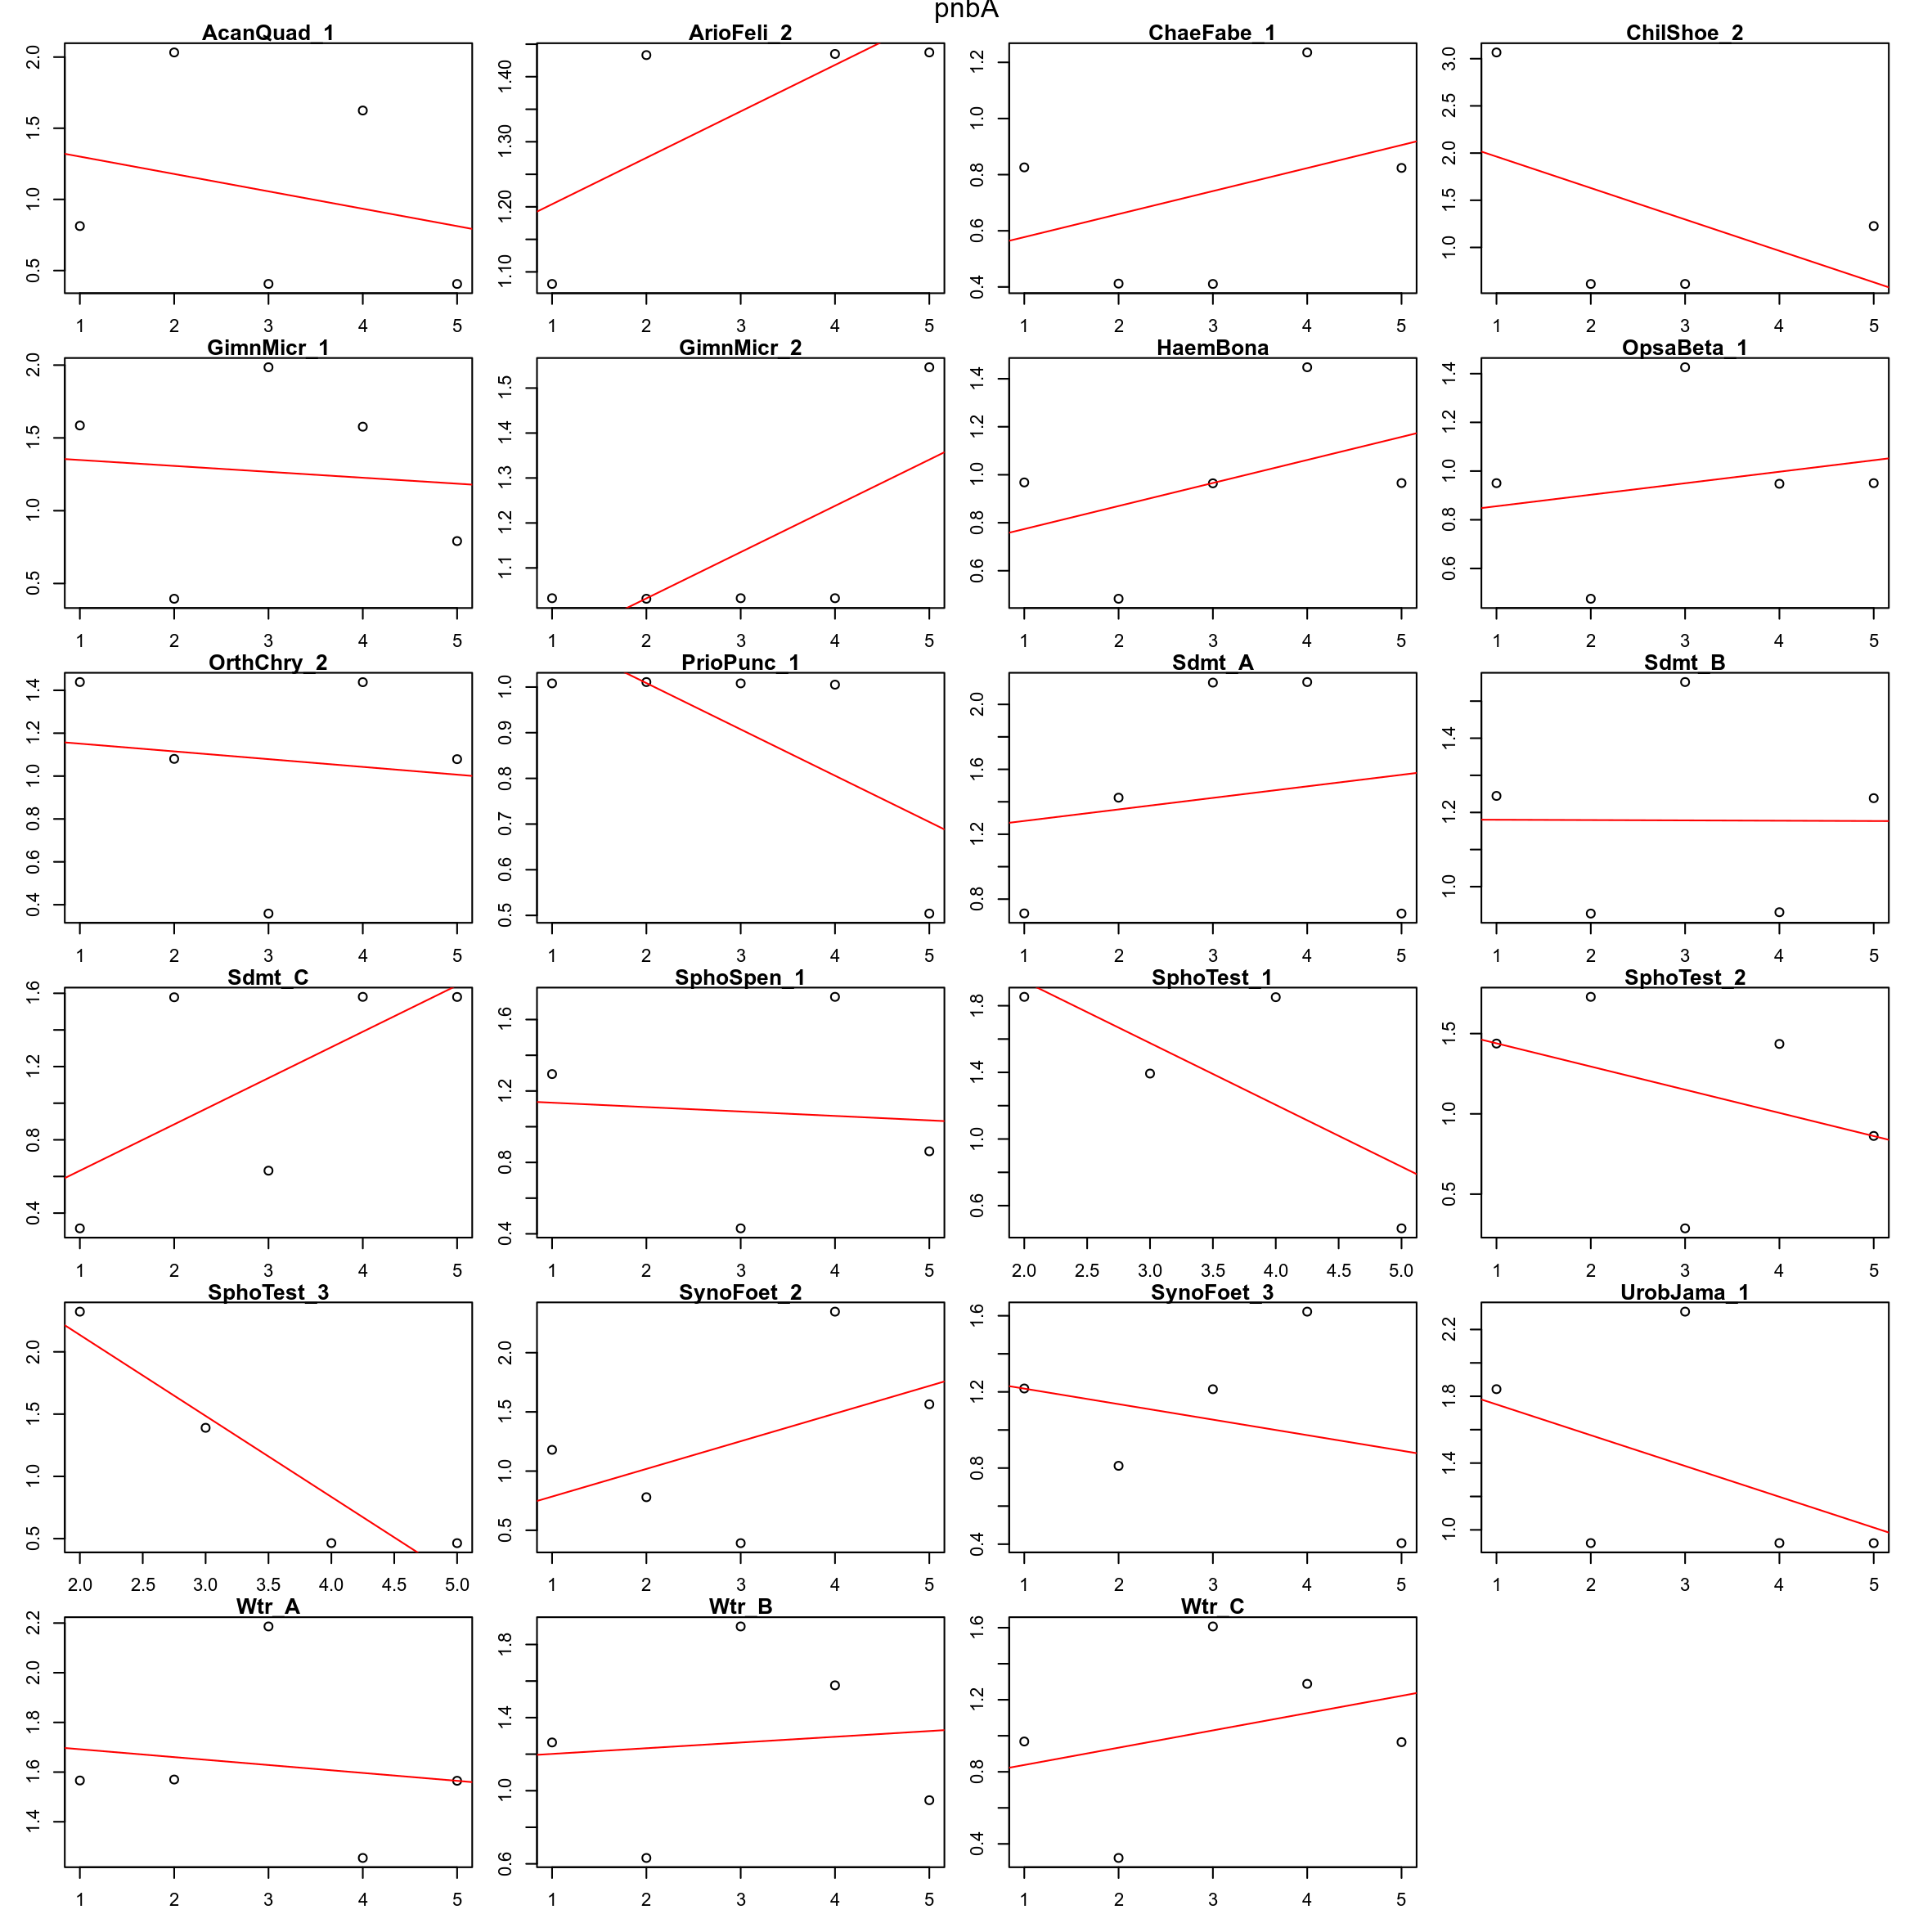 pnbA
AcanQuad_1 ArioFeli_2 ChaeFabe_1 ChilShoe_2
0.5 1.0 1.5 2.0
1 2 3 4 5
1.10 1.20 1.30 1.40
1 2 3 4 5
0.4 0.6 0.8 1.0 1.2
1 2 3 4 5
1.0 1.5 2.0 2.5 3.0
1 2 3 4 5
GimnMicr_1 GimnMicr_2 HaemBona OpsaBeta_1
0.5 1.0 1.5 2.0
1 2 3 4 5
1.1 1.2 1.3 1.4 1.5
1 2 3 4 5
0.6 0.8 1.0 1.2 1.4
1 2 3 4 5
0.6 0.8 1.0 1.2 1.4
1 2 3 4 5
OrthChry_2 PrioPunc_1 Sdmt_A Sdmt_B
0.4 0.6 0.8 1.0 1.2 1.4
1 2 3 4 5
0.5 0.6 0.7 0.8 0.9 1.0
1 2 3 4 5
0.8 1.2 1.6 2.0
1 2 3 4 5
1.0 1.2 1.4
1 2 3 4 5
Sdmt_C SphoSpen_1 SphoTest_1 SphoTest_2
0.4 0.8 1.2 1.6
1 2 3 4 5
0.4 0.8 1.2 1.6
1 2 3 4 5
0.6 1.0 1.4 1.8
2.0 2.5 3.0 3.5 4.0 4.5 5.0
0.5 1.0 1.5
1 2 3 4 5
SphoTest_3 SynoFoet_2 SynoFoet_3 UrobJama_1
0.5 1.0 1.5 2.0
2.0 2.5 3.0 3.5 4.0 4.5 5.0
0.5 1.0 1.5 2.0
1 2 3 4 5
0.4 0.8 1.2 1.6
1 2 3 4 5
1.0 1.4 1.8 2.2
1 2 3 4 5
Wtr_A Wtr_B Wtr_C
1.4 1.6 1.8 2.0 2.2
1 2 3 4 5
0.6 1.0 1.4 1.8
1 2 3 4 5
0.4 0.8 1.2 1.6
1 2 3 4 5